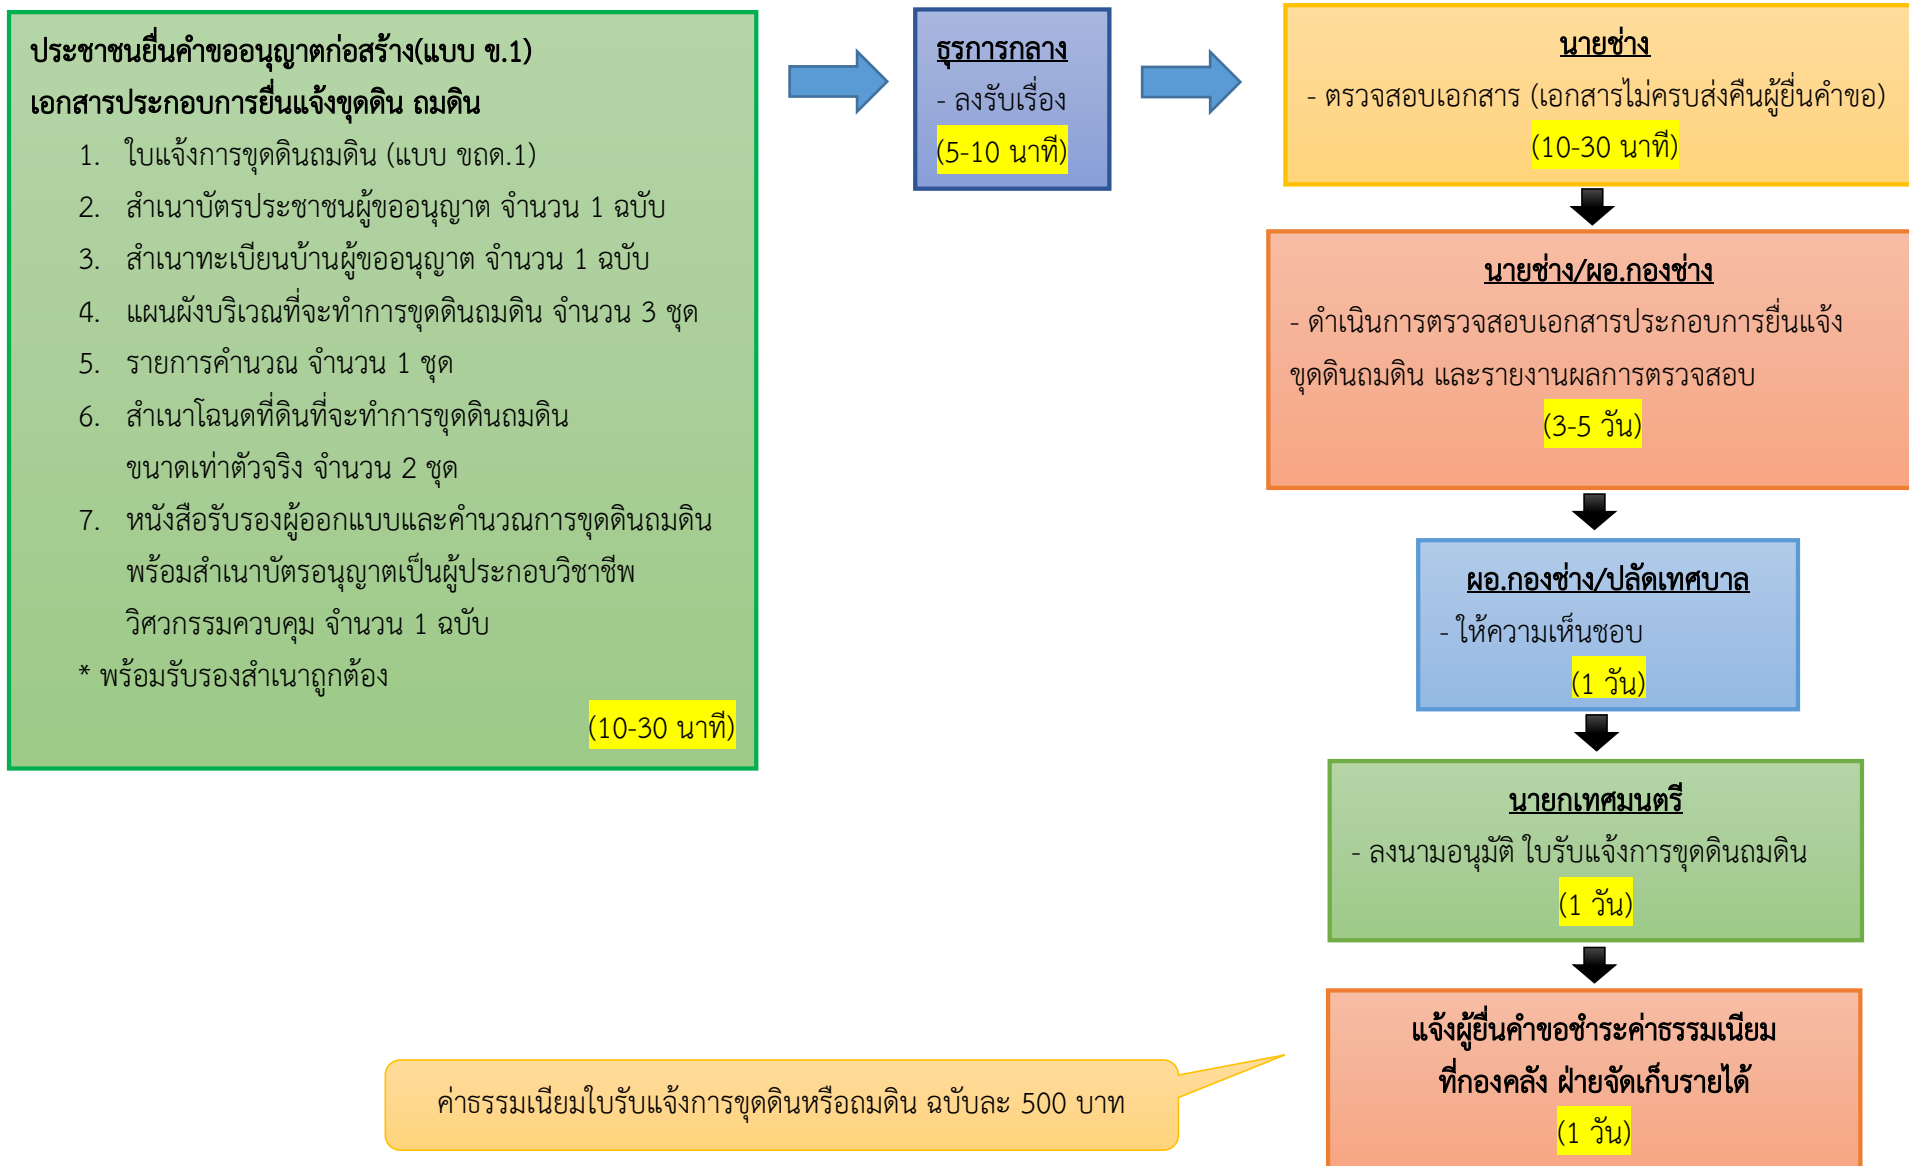 ประชาชนยื่นคำขออนุญาตก่อสร้าง(แบบ ข.1)
เอกสารประกอบการยื่นแจ้งขุดดิน ถมดิน
1. ใบแจ้งการขุดดินถมดิน (แบบ ขถด.1)
2. สำเนาบัตรประชาชนผู้ขออนุญาต จำนวน 1 ฉบับ
3. สำเนาทะเบียนบ้านผู้ขออนุญาต จำนวน 1 ฉบับ
4. แผนผังบริเวณที่จะทำการขุดดินถมดิน จำนวน 3 ชุด
5. รายการคำนวณ จำนวน 1 ชุด
6. สำเนาโฉนดที่ดินที่จะทำการขุดดินถมดิน
ขนาดเท่าตัวจริง จำนวน 2 ชุด
7. หนังสือรับรองผู้ออกแบบและคำนวณการขุดดินถมดิน
พร้อมสำเนาบัตรอนุญาตเป็นผู้ประกอบวิชาชีพ
วิศวกรรมควบคุม จำนวน 1 ฉบับ
* พร้อมรับรองสำเนาถูกต้อง
(10-30 นาที)
ธุรการกลาง
- ลงรับเรื่อง
(5-10 นาที)
นายช่าง
- ตรวจสอบเอกสาร (เอกสารไม่ครบส่งคืนผู้ยื่นคำขอ)
(10-30 นาที)
นายช่าง/ผอ.กองช่าง
- ดำเนินการตรวจสอบเอกสารประกอบการยื่นแจ้ง
ขุดดินถมดิน และรายงานผลการตรวจสอบ
(3-5 วัน)
ผอ.กองช่าง/ปลัดเทศบาล
- ให้ความเห็นชอบ
(1 วัน)
นายกเทศมนตรี
- ลงนามอนุมัติ ใบรับแจ้งการขุดดินถมดิน
(1 วัน)
แจ้งผู้ยื่นคำขอชำระค่าธรรมเนียม
ที่กองคลัง ฝ่ายจัดเก็บรายได้
(1 วัน)
ค่าธรรมเนียมใบรับแจ้งการขุดดินหรือถมดิน ฉบับละ 500 บาท